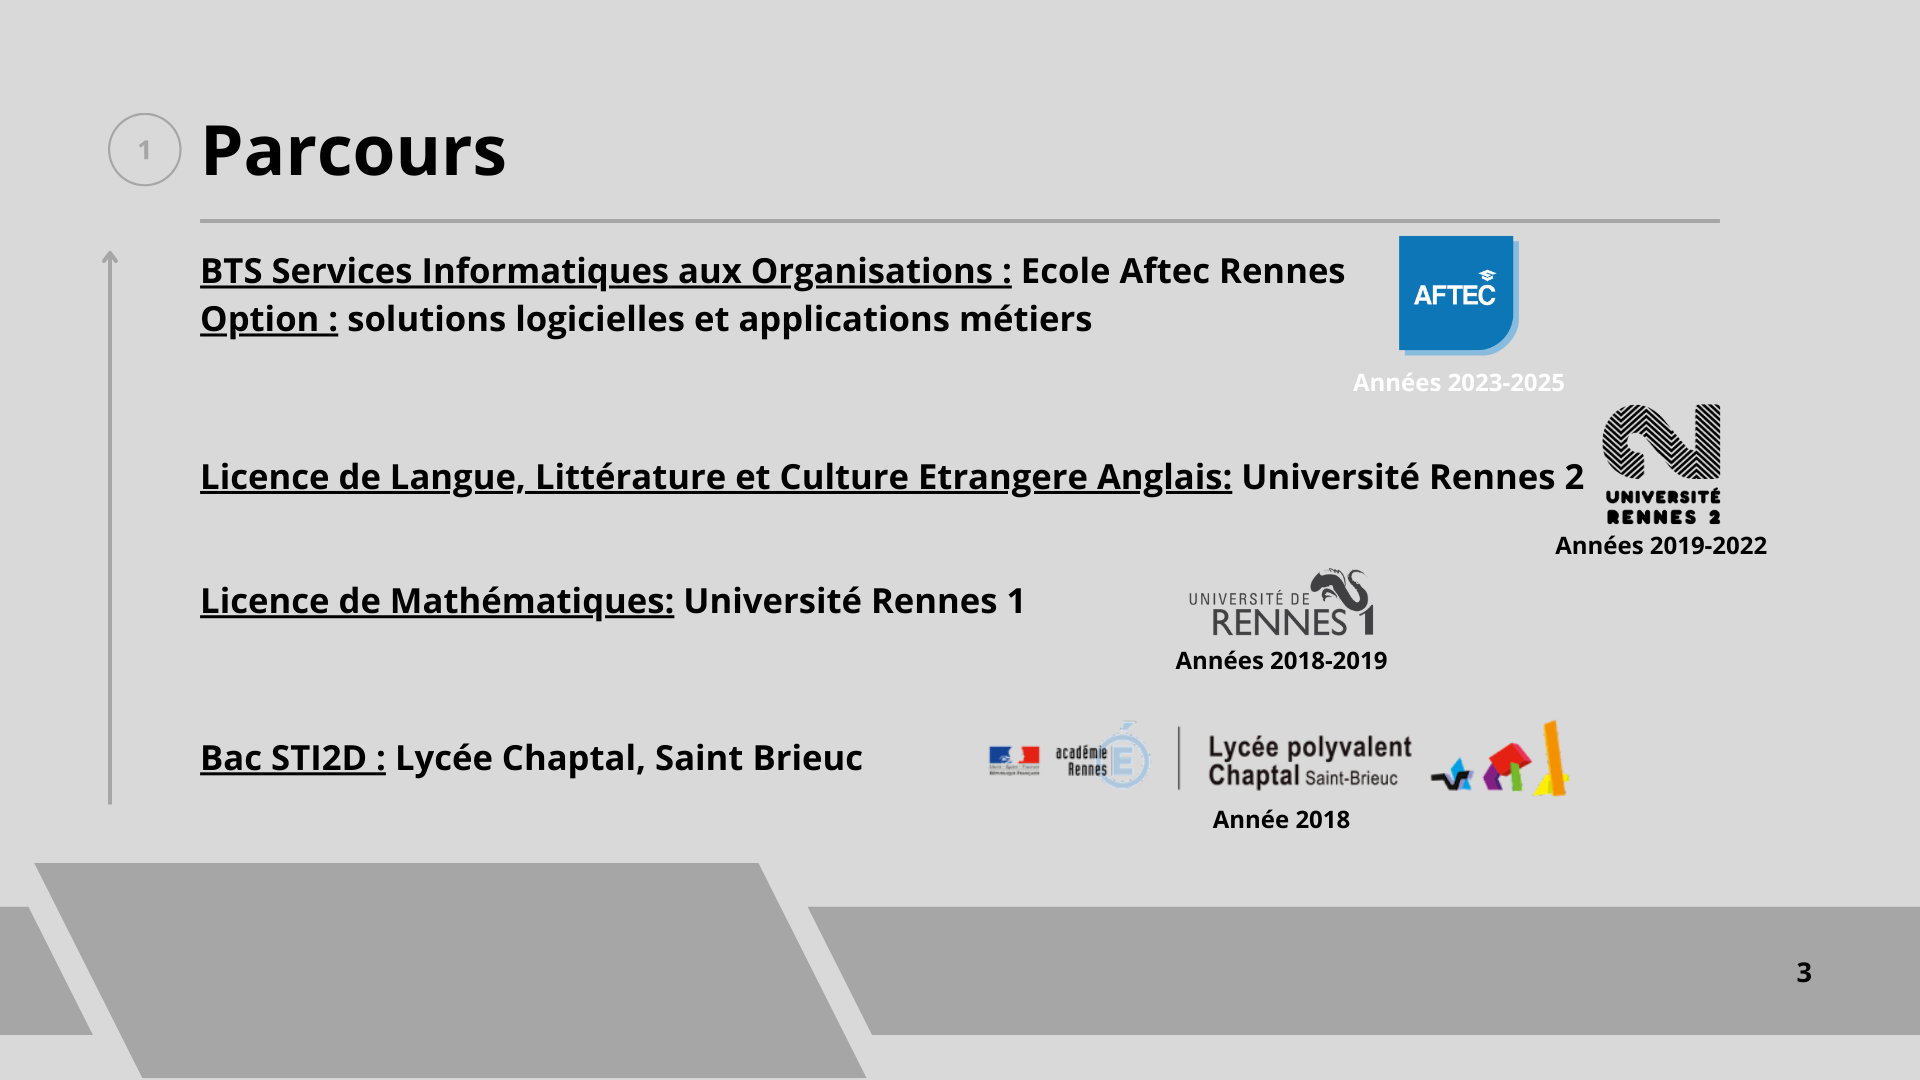 1
Parcours
BTS Services Informatiques aux Organisations : Ecole Aftec Rennes
Option : solutions logicielles et applications métiers
AFTEC
Années 2023-2025
Licence de Langue, Littérature et Culture Etrangere Anglais: Université Rennes 2
UNIVERSITÉ
RENNES 2
Années 2019-2022
Licence de Mathématiques: Université Rennes 1
UNIVERSITÉ DE
RENNES 1
Années 2018-2019
Bac STI2D : Lycée Chaptal, Saint Brieuc
académie
Rennes
Lycée polyvalent
Chaptal Saint-Brieuc
Année 2018
3